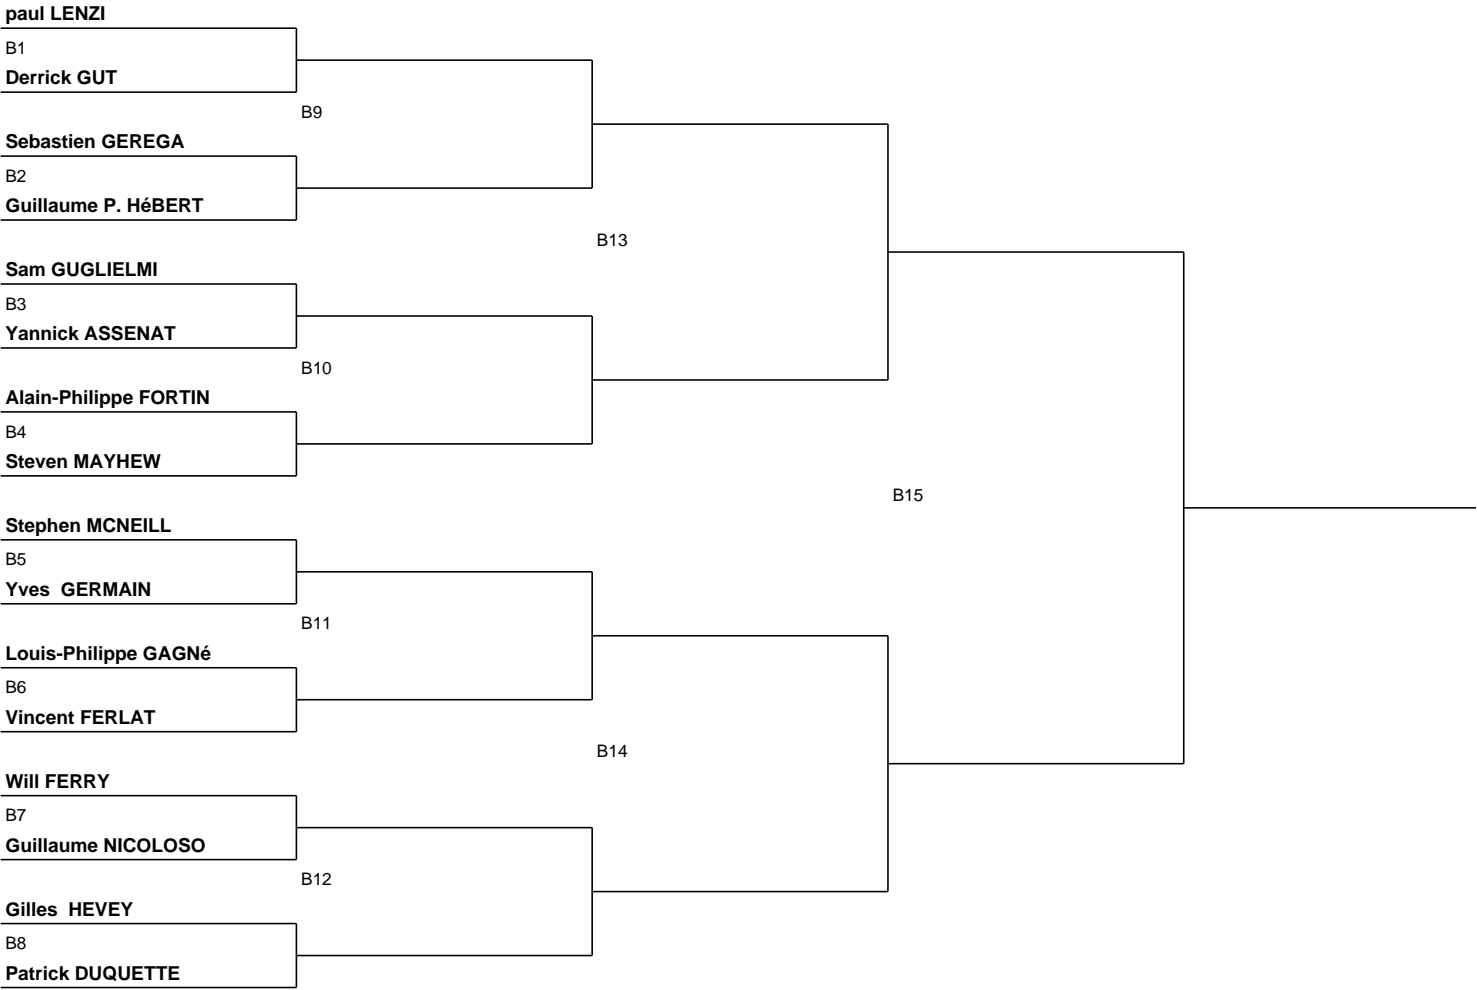 paul LENZI
B1
Derrick GUT
B9
Sebastien GEREGA
B2
Guillaume P. HéBERT
B13
Sam GUGLIELMI
B3
Yannick ASSENAT
B10
Alain-Philippe FORTIN
B4
Steven MAYHEW
B15
Stephen MCNEILL
B5
Yves  GERMAIN
B11
Louis-Philippe GAGNé
B6
Vincent FERLAT
B14
Will FERRY
B7
Guillaume NICOLOSO
B12
Gilles  HEVEY
B8
Patrick DUQUETTE